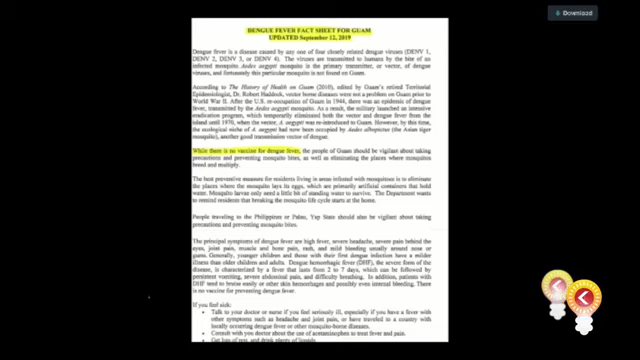 Download
DENGUE FEVER FACT SHEET FOR GUAM
UPDATED September 12, 2019
Dengue fever is a disease caused by any one of four closely related dengue viruses (DENV 1,
DENV 2, DENV 3, or DENV 4). The viruses are transmitted to humans by the bite of an
infected mosquito. The Aedes aegypti mosquito is the primary transmitter, or vector, of dengue
viruses, and fortunately this particular mosquito is not found on Guam.
According to The History of Health on Guam (2010), edited by Guam's retired Territorial
Epidemiologist, Dr. Robert Haddock, vector borne diseases were not a problem on Guam prior to
World War II. After the U.S. re-occupation of Guam in 1944, there was an epidemic of dengue
fever, transmitted by the Aedes aegypti mosquito. As a result, the military launched an intensive
eradication program, which temporarily eliminated both the vector and dengue fever from the
island until 1970, when the vector, A. aegypti was re-introduced to Guam. However, by this time,
the ecological niche of A. aegypti had now been occupied by Aedes albopictus (the Asian tiger
mosquito), another good transmission vector of dengue.
While there is no vaccine for dengue fever, the people of Guam should be vigilant about taking
precautions and preventing mosquito bites, as well as eliminating the places where mosquitoes
breed and multiply.
The best preventive measure for residents living in areas infested with mosquitoes is to eliminate
the places where the mosquito lays its eggs, which are primarily artificial containers that hold
water. Mosquito larvae only need a little bit of standing water to survive. The Department wants
to remind residents that breaking the mosquito life cycle starts at the home.
People traveling to the Philippines or Palau, Yap State should also be vigilant about taking
precautions and preventing mosquito bites.
The principal symptoms of dengue fever are high fever, severe headache, severe pain behind the
eyes, joint pain, muscle and bone pain, rash, and mild bleeding usually around nose or
gums. Generally, younger children and those with their first dengue infection have a milder
illness than older children and adults. Dengue hemorrhagic fever (DHF), the severe form of the
disease, is characterized by a fever that lasts from 2 to 7 days, which can be followed by
persistent vomiting, severe abdominal pain, and difficulty breathing. In addition, patients with
DHF tend to bruise easily or other skin hemorrhages and possibly even internal bleeding. There
is no vaccine for preventing dengue fever.
If you feel sick:
• Talk to your doctor or nurse if you feel seriously ill, especially if you have a fever with
other symptoms such as headache and joint pain, or have traveled to a country with
locally occurring dengue fever or other mosquito-borne diseases.
• Consult with you doctor about the use of acetaminophen to treat fever and pain.
• Get lots of rest, and drink plenty of liquids